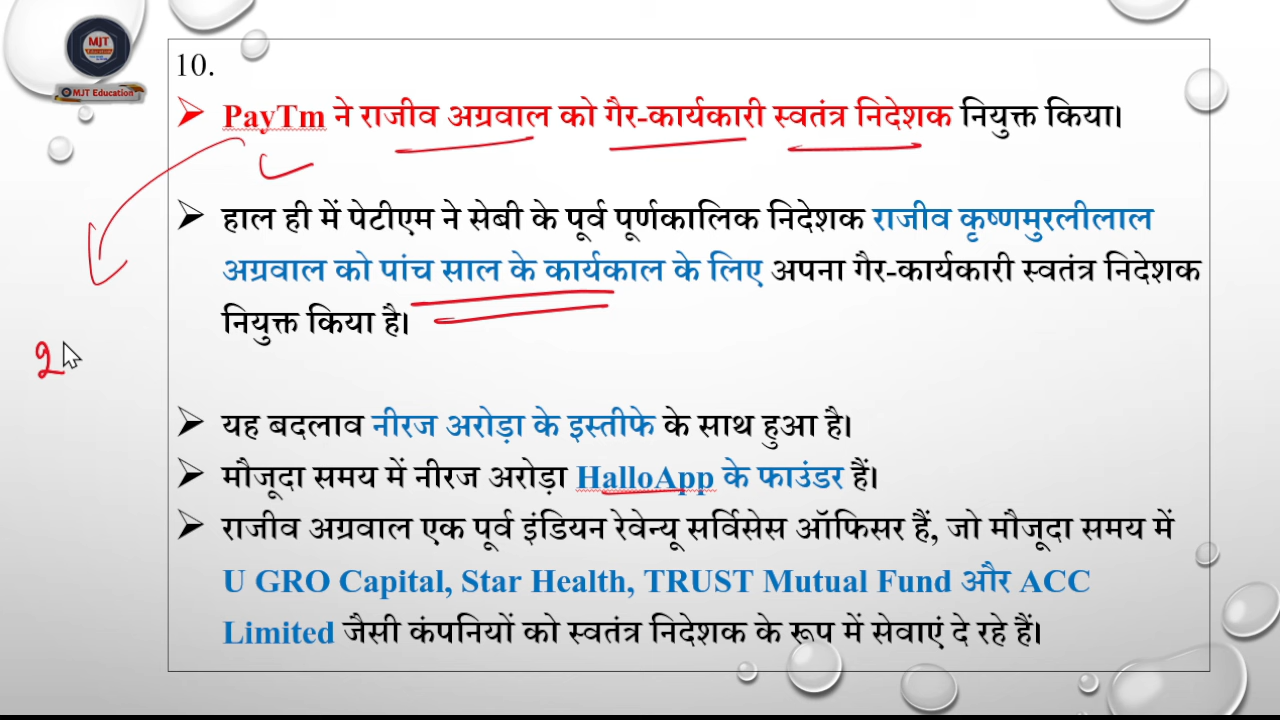 MJT
MJT Education
10.
PayTm ने राजीव अग्रवाल को गैर-कार्यकारी स्वतंत्र निदेशक नियुक्त किया।
हाल ही में पेटीएम ने सेबी के पूर्व पूर्णकालिक निदेशक राजीव कृष्णमुरलीलाल
अग्रवाल को पांच साल के कार्यकाल के लिए अपना गैर-कार्यकारी स्वतंत्र निदेशक
नियुक्त किया है।
यह बदलाव नीरज अरोड़ा के इस्तीफे के साथ हुआ है।
मौजूदा समय में नीरज अरोड़ा HalloApp के फाउंडर हैं।
राजीव अग्रवाल एक पूर्व इंडियन रेवेन्यू सर्विसेस ऑफिसर हैं, जो मौजूदा समय में
U GRO Capital, Star Health, TRUST Mutual Fund और ACC
Limited जैसी कंपनियों को स्वतंत्र निदेशक के रूप में सेवाएं दे रहे हैं।